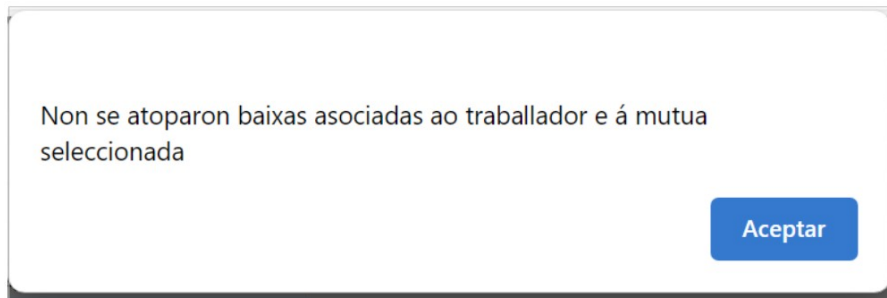 Non se atoparon baixas asociadas ao traballador e á mutua
seleccionada
Aceptar